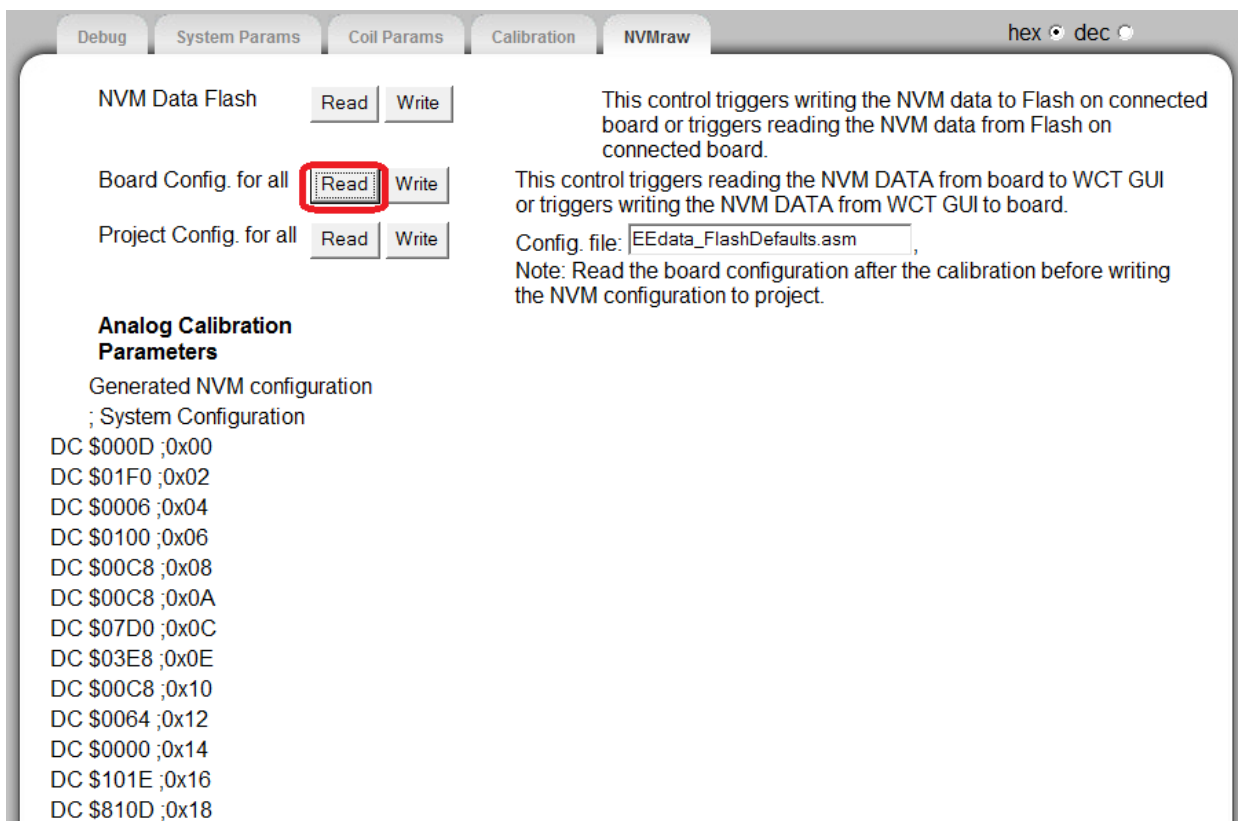 Debug System Params Coil Params Calibration NVMraw hex dec
NVM Data Flash Read Write This control triggers writing the NVM data to Flash on connected
board or triggers reading the NVM data from Flash on
connected board.
Board Config. for all Read Write This control triggers reading the NVM DATA from board to WCT GUI
or triggers writing the NVM DATA from WCT GUI to board.
Project Config. for all Read Write Config. file: EEdata_FlashDefaults.asm ,
Note: Read the board configuration after the calibration before writing
the NVM configuration to project.
Analog Calibration
Parameters
Generated NVM configuration
; System Configuration
DC $000D ;0x00
DC $01F0 ;0x02
DC $0006 ;0x04
DC $0100 ;0x06
DC $00C8 ;0x08
DC $00C8 ;0x0A
DC $07D0 ;0x0C
DC $03E8 ;0x0E
DC $00C8 ;0x10
DC $0064 ;0x12
DC $0000 ;0x14
DC $101E ;0x16
DC $810D ;0x18